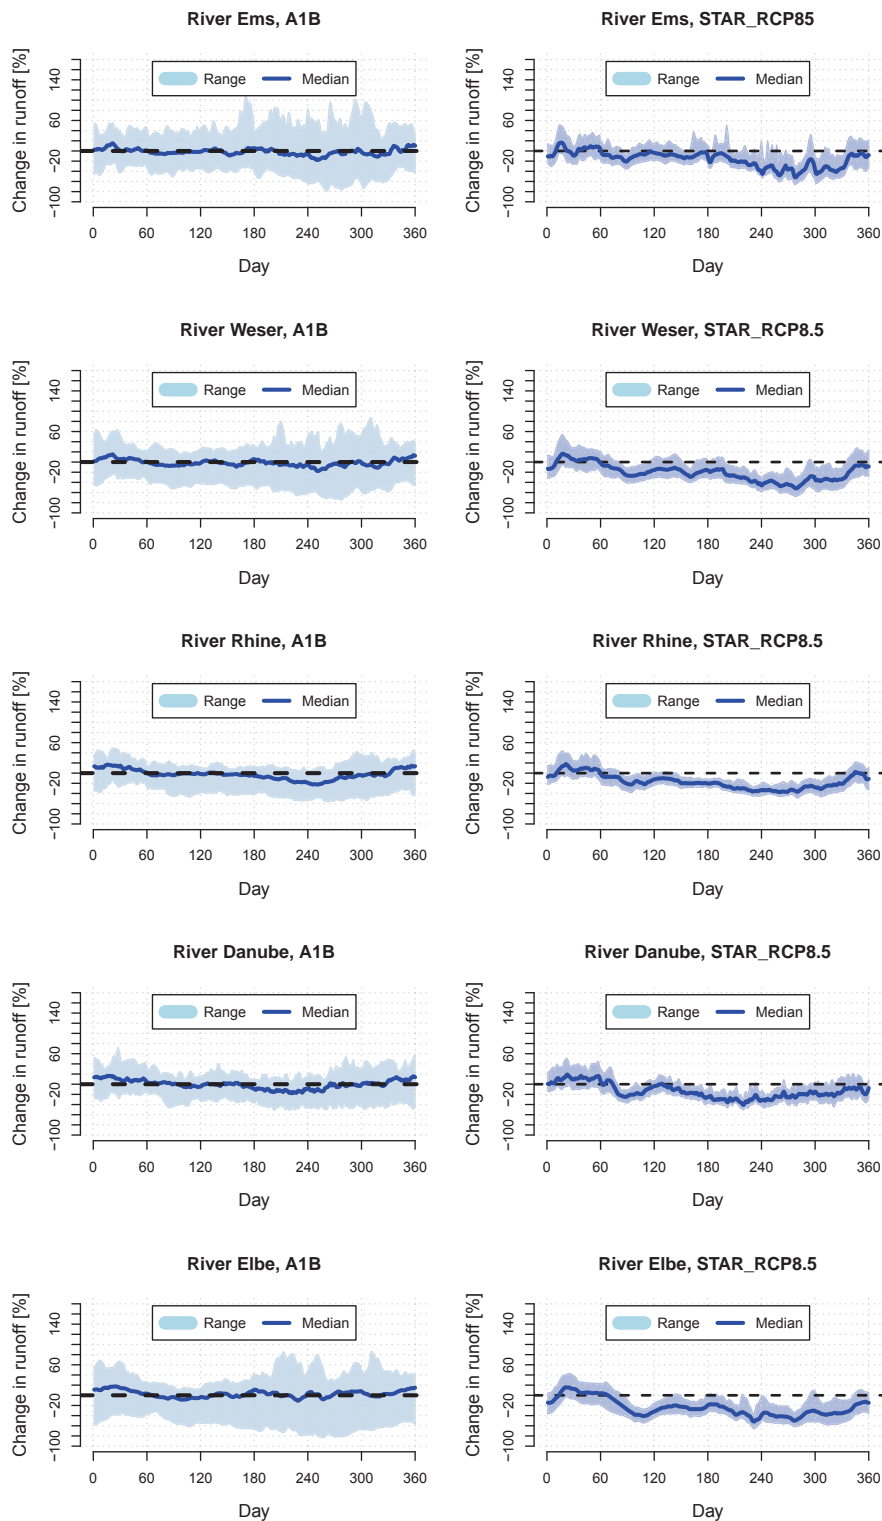 River Ems, A1B
Change in runoff [%]
140
60
−20
−100
Range
Median
0 60 120 180 240 300 360
Day
River Ems, STAR_RCP85
Change in runoff [%]
140
60
−20
−100
Range
Median
0 60 120 180 240 300 360
Day
River Weser, A1B
Change in runoff [%]
140
60
−20
−100
Range
Median
0 60 120 180 240 300 360
Day
River Weser, STAR_RCP8.5
Change in runoff [%]
140
60
−20
−100
Range
Median
0 60 120 180 240 300 360
Day
River Rhine, A1B
Change in runoff [%]
140
60
−20
−100
Range
Median
0 60 120 180 240 300 360
Day
River Rhine, STAR_RCP8.5
Change in runoff [%]
140
60
−20
−100
Range
Median
0 60 120 180 240 300 360
Day
River Danube, A1B
Change in runoff [%]
140
60
−20
−100
Range
Median
0 60 120 180 240 300 360
Day
River Danube, STAR_RCP8.5
Change in runoff [%]
140
60
−20
−100
Range
Median
0 60 120 180 240 300 360
Day
River Elbe, A1B
Change in runoff [%]
140
60
−20
−100
Range
Median
0 60 120 180 240 300 360
Day
River Elbe, STAR_RCP8.5
Change in runoff [%]
140
60
−20
−100
Range
Median
0 60 120 180 240 300 360
Day